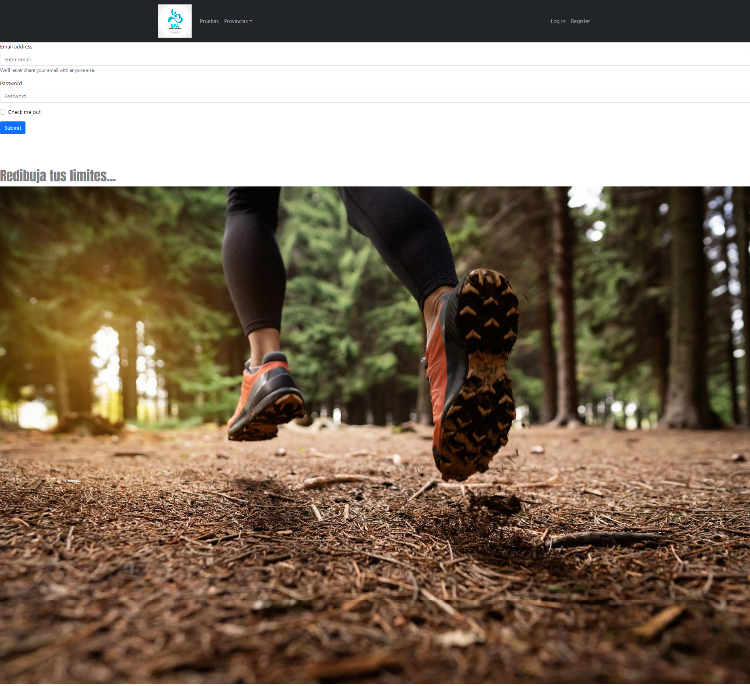 Pruebas Provincias Log in Register
Email address
Enter email
We'll never share your email with anyone else.
Password
Password
Check me out
Submit
Redibuja tus limites...